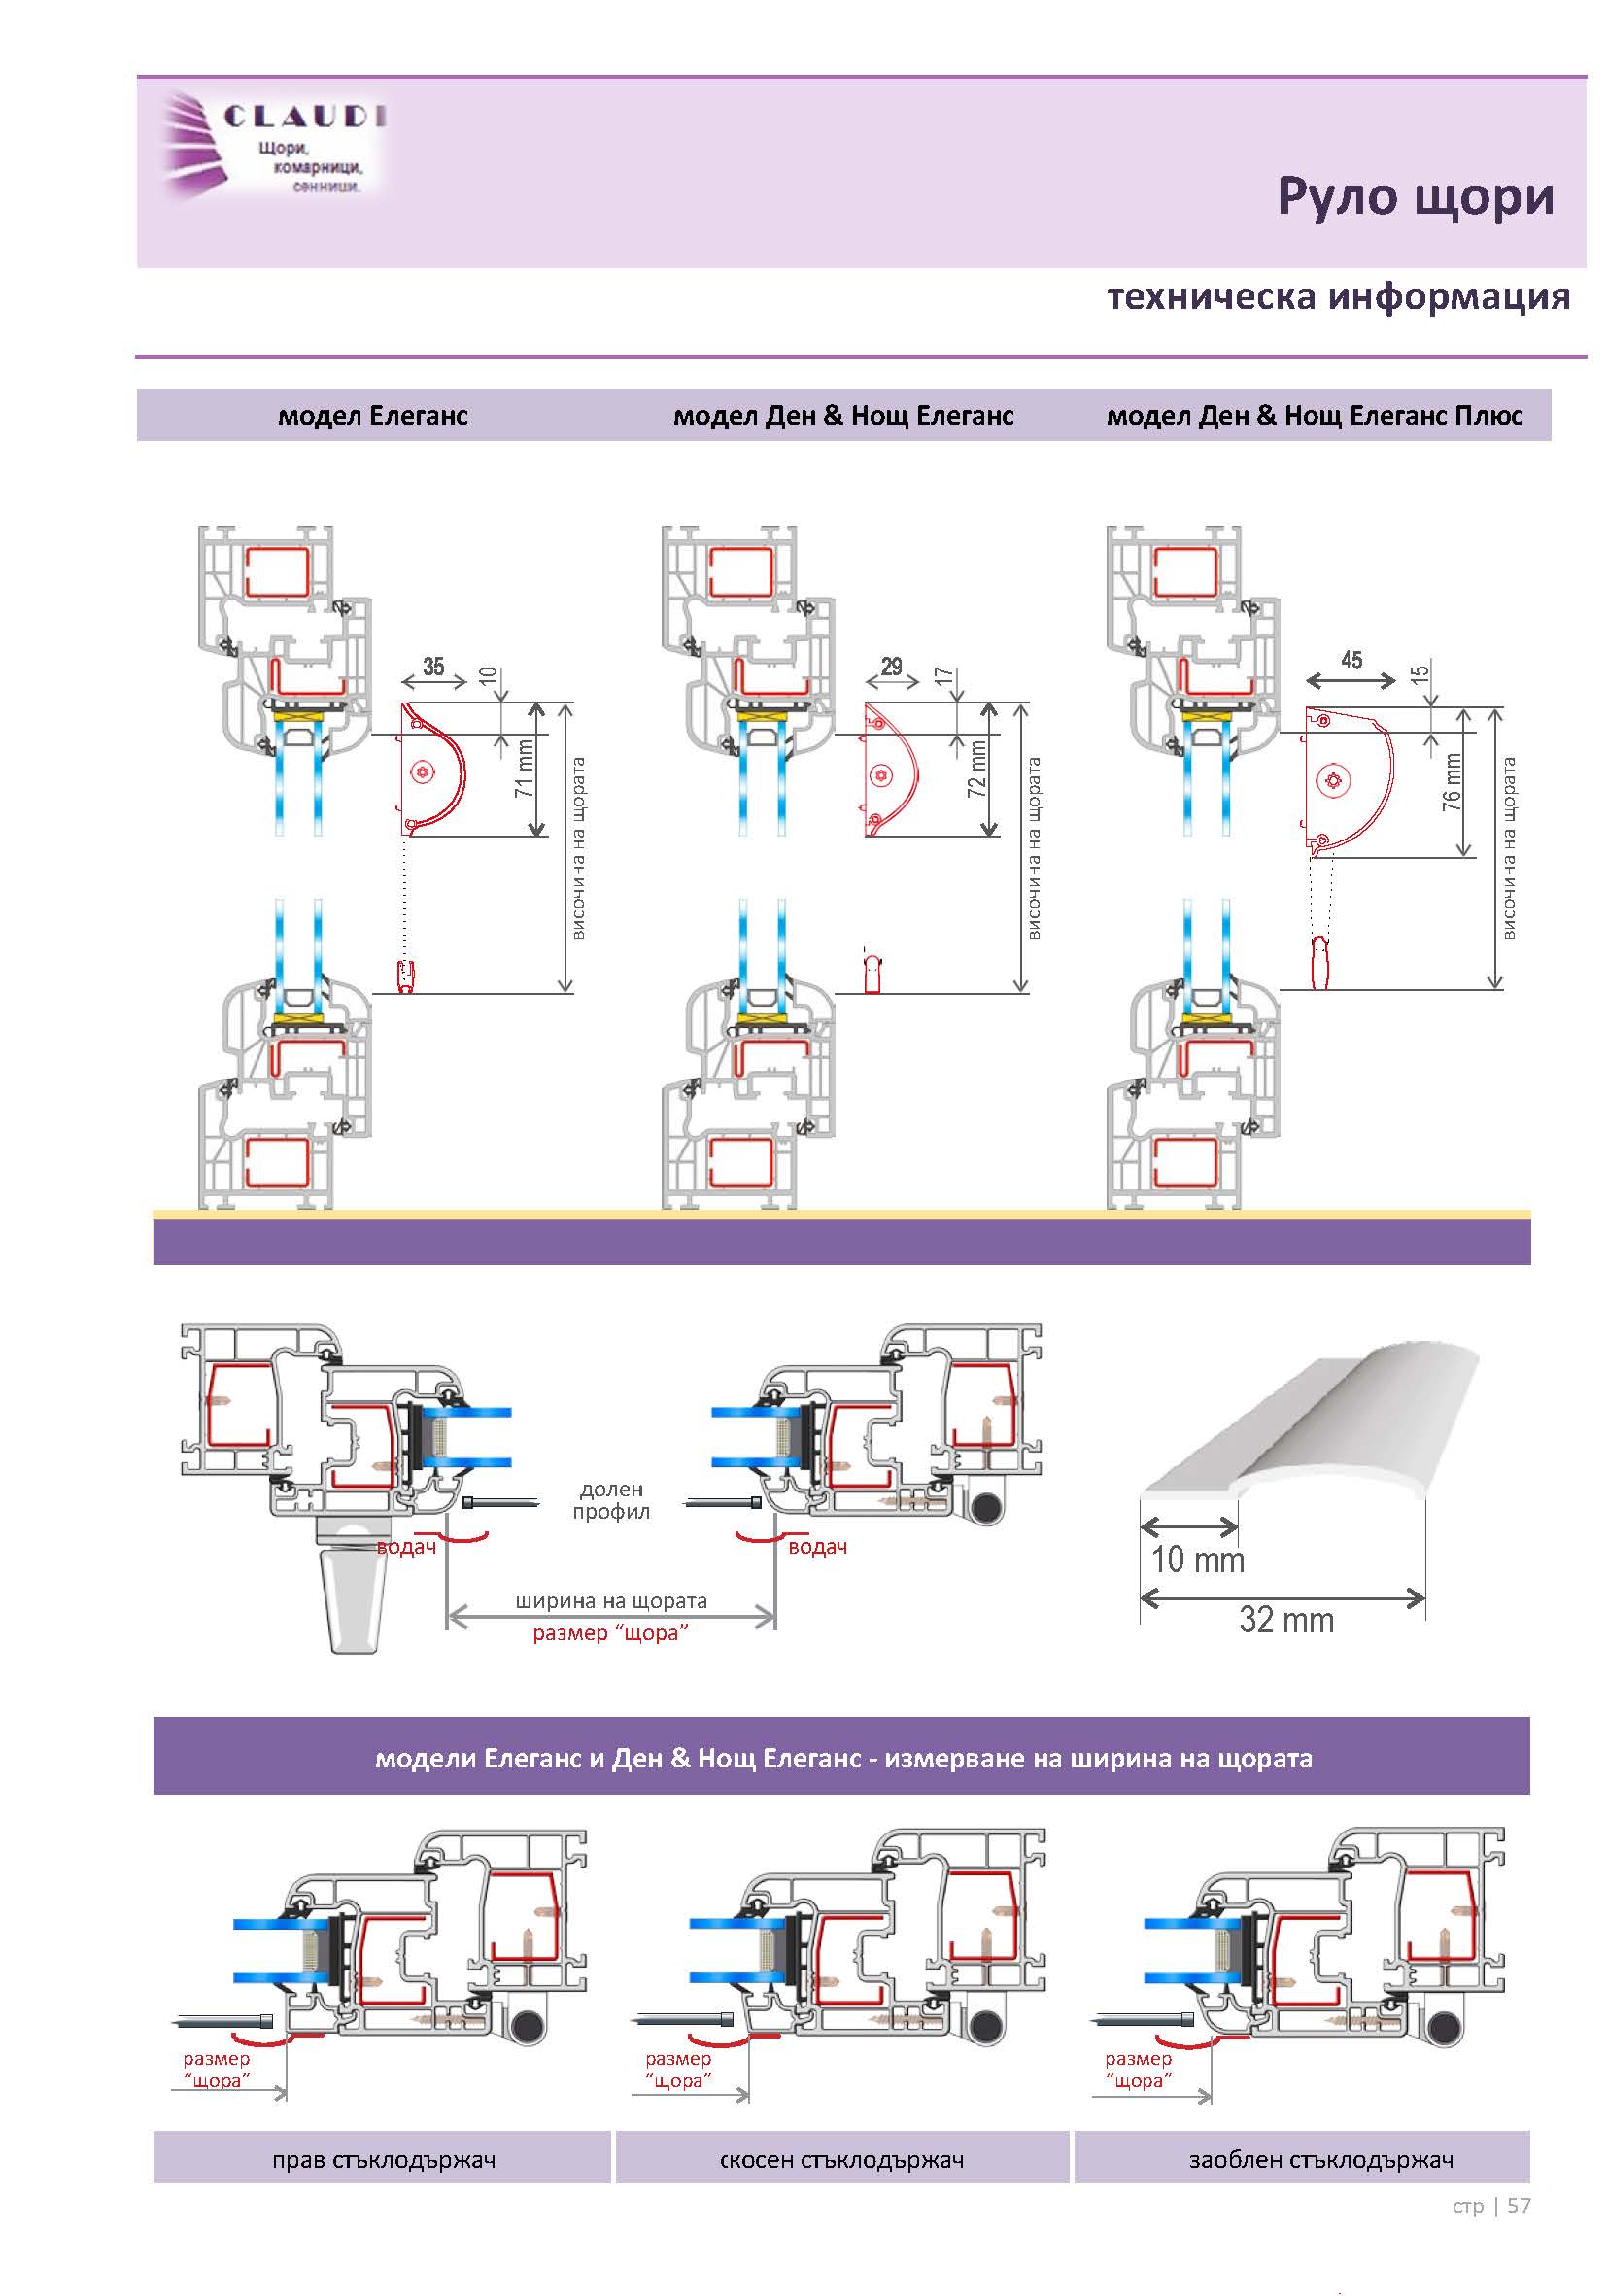 CLAUDI
Щори,
комарници,
сенници.
Руло щори
техническа информация
модел Елеганс
модел Ден & Нощ Елеганс
модел Ден & Нощ Елеганс Плюс
35
10
71 mm
височина на щората
29
17
72 mm
височина на щората
45
15
76 mm
височина на щората
долен
профил
водач
водач
ширина на щората
размер “щора”
10 mm
32 mm
модели Елеганс и Ден & Нощ Елеганс - измерване на ширина на щората
размер
“щора”
размер
“щора”
размер
“щора”
прав стъклодържач
скосен стъклодържач
заоблен стъклодържач
стр | 57